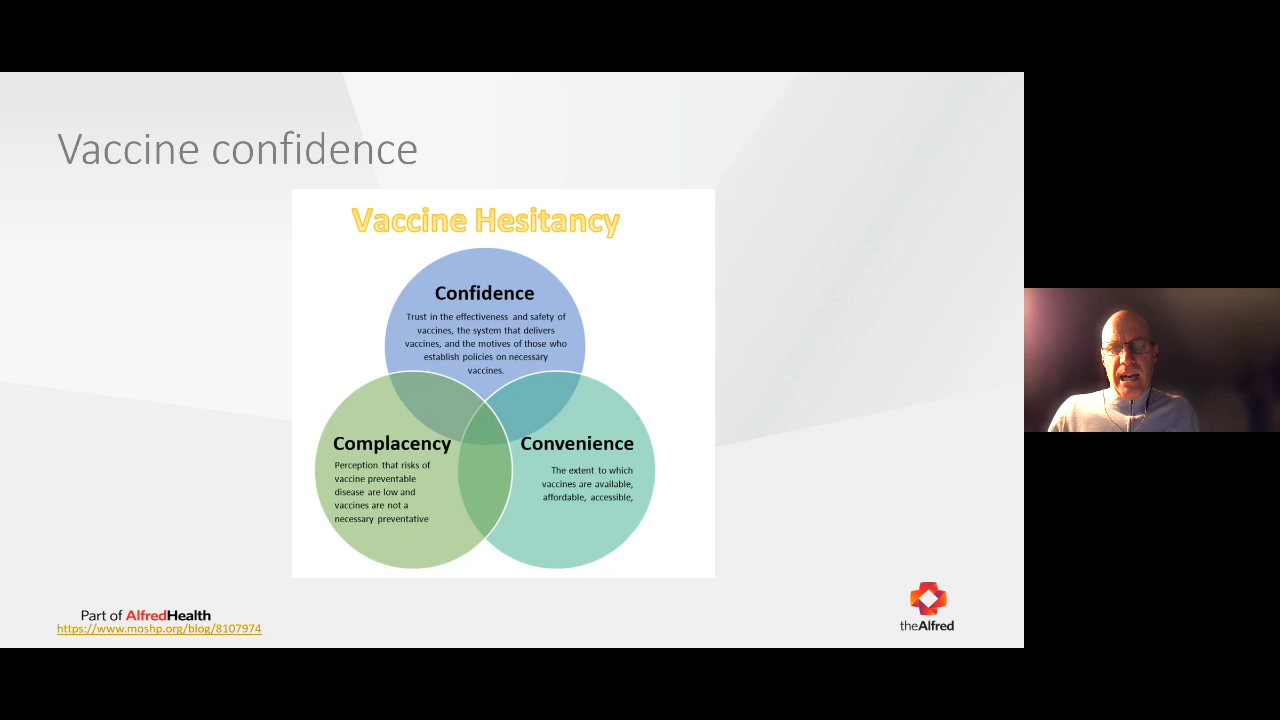 Vaccine confidence
Vaccine Hesitancy
Confidence
Trust in the effectiveness and safety of
vaccines, the system that delivers
vaccines, and the motives of those who
establish policies on necessary
vaccines.
Complacency
Perception that risks of
vaccine preventable
disease are low and
vaccines are not a
necessary preventative
Convenience
The extent to which
vaccines are available,
affordable, accessible,
Part of AlfredHealth
https://www.moshp.org/blog/8107974
theAlfred